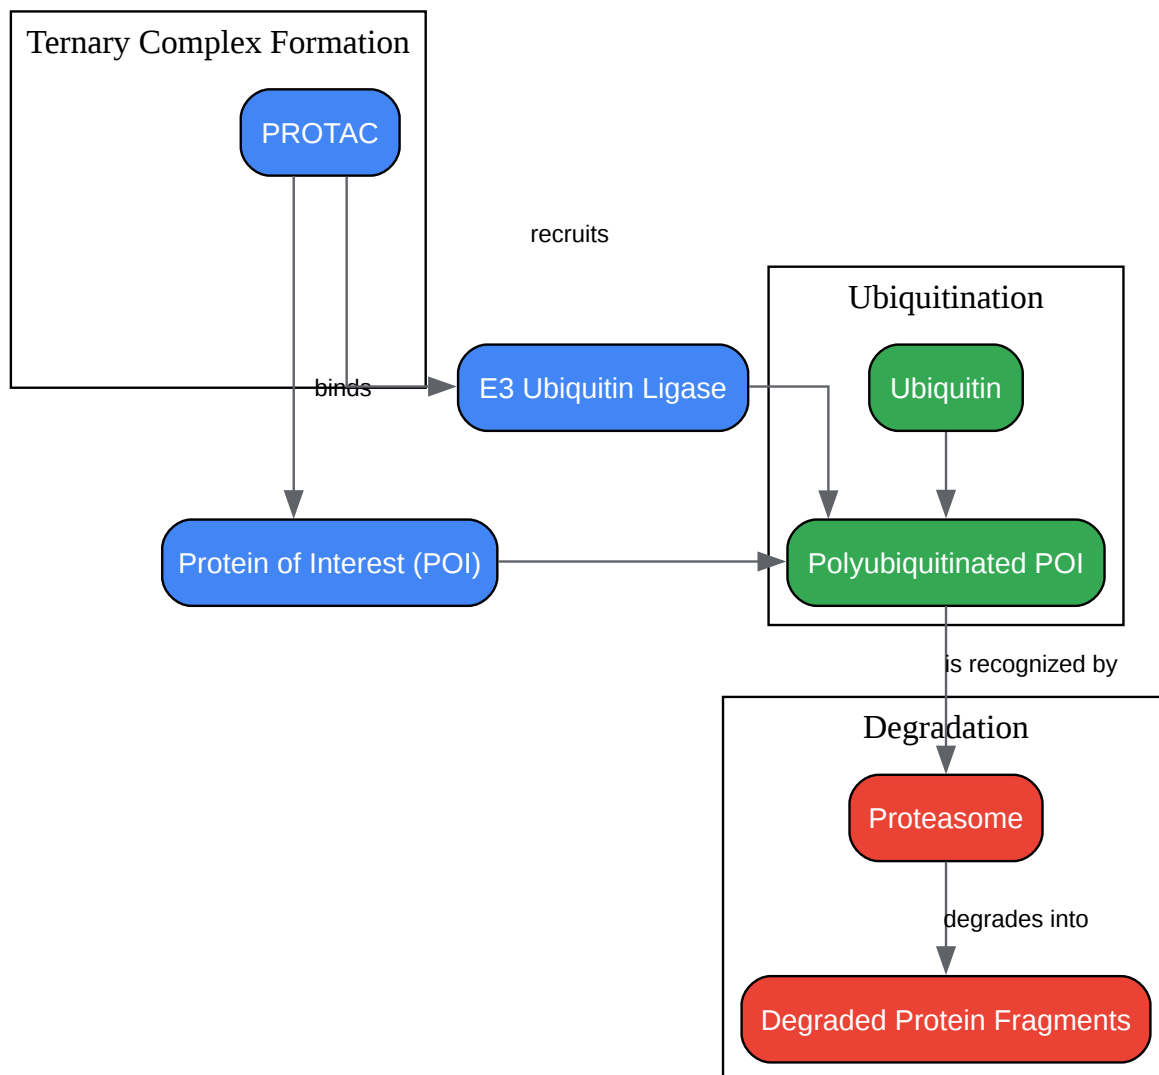 Ternary Complex Formation
PROTAC
recruits
Ubiquitination
binds
E3 Ubiquitin Ligase
Ubiquitin
Protein of Interest (POI)
Polyubiquitinated POI
is recognized by
Degradation
Proteasome
degrades into
Degraded Protein Fragments